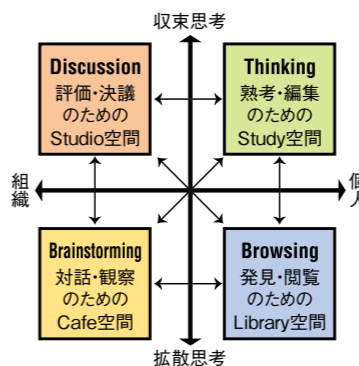 収束思考
Discussion
評価・決議
のための
Studio空間
Thinking
熟考・編集
のための
Study空間
組織
個人
Brainstorming
対話・観察
のための
Cafe空間
Browsing
発見・閲覧
のための
Library空間
拡散思考